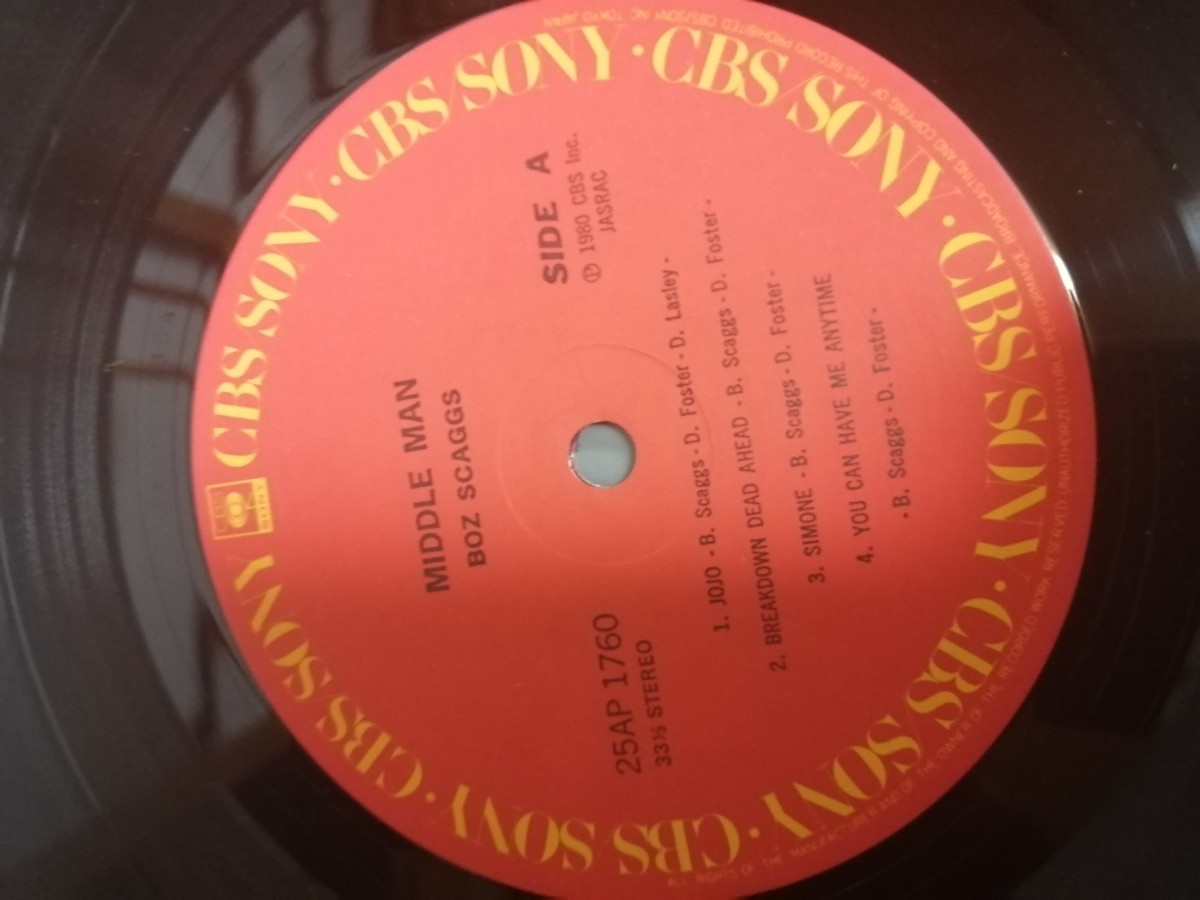 CBS/SONY · CBS/SONY · CBS/SONY · CBS/SONY · CBS/SONY · CBS SONY · CBS SONY · CBS SONY
CBS
SONY
MIDDLE MAN
BOZ SCAGGS
25AP 1760
33⅓ STEREO
SIDE A
Ⓟ 1980 CBS Inc.
JASRAC
1. JOJO · B. Scaggs · D. Foster · D. Lasley ·
2. BREAKDOWN DEAD AHEAD · B. Scaggs · D. Foster ·
3. SIMONE · B. Scaggs · D. Foster ·
4. YOU CAN HAVE ME ANYTIME
· B. Scaggs · D. Foster ·
ALL RIGHTS OF THE MANUFACTURER AND OF THE OWNER OF THE RECORDED WORK RESERVED UNAUTHORIZED PUBLIC PERFORMANCE BROADCASTING AND COPYING OF THIS RECORD PROHIBITED CBS/SONY INC. TOKYO JAPAN